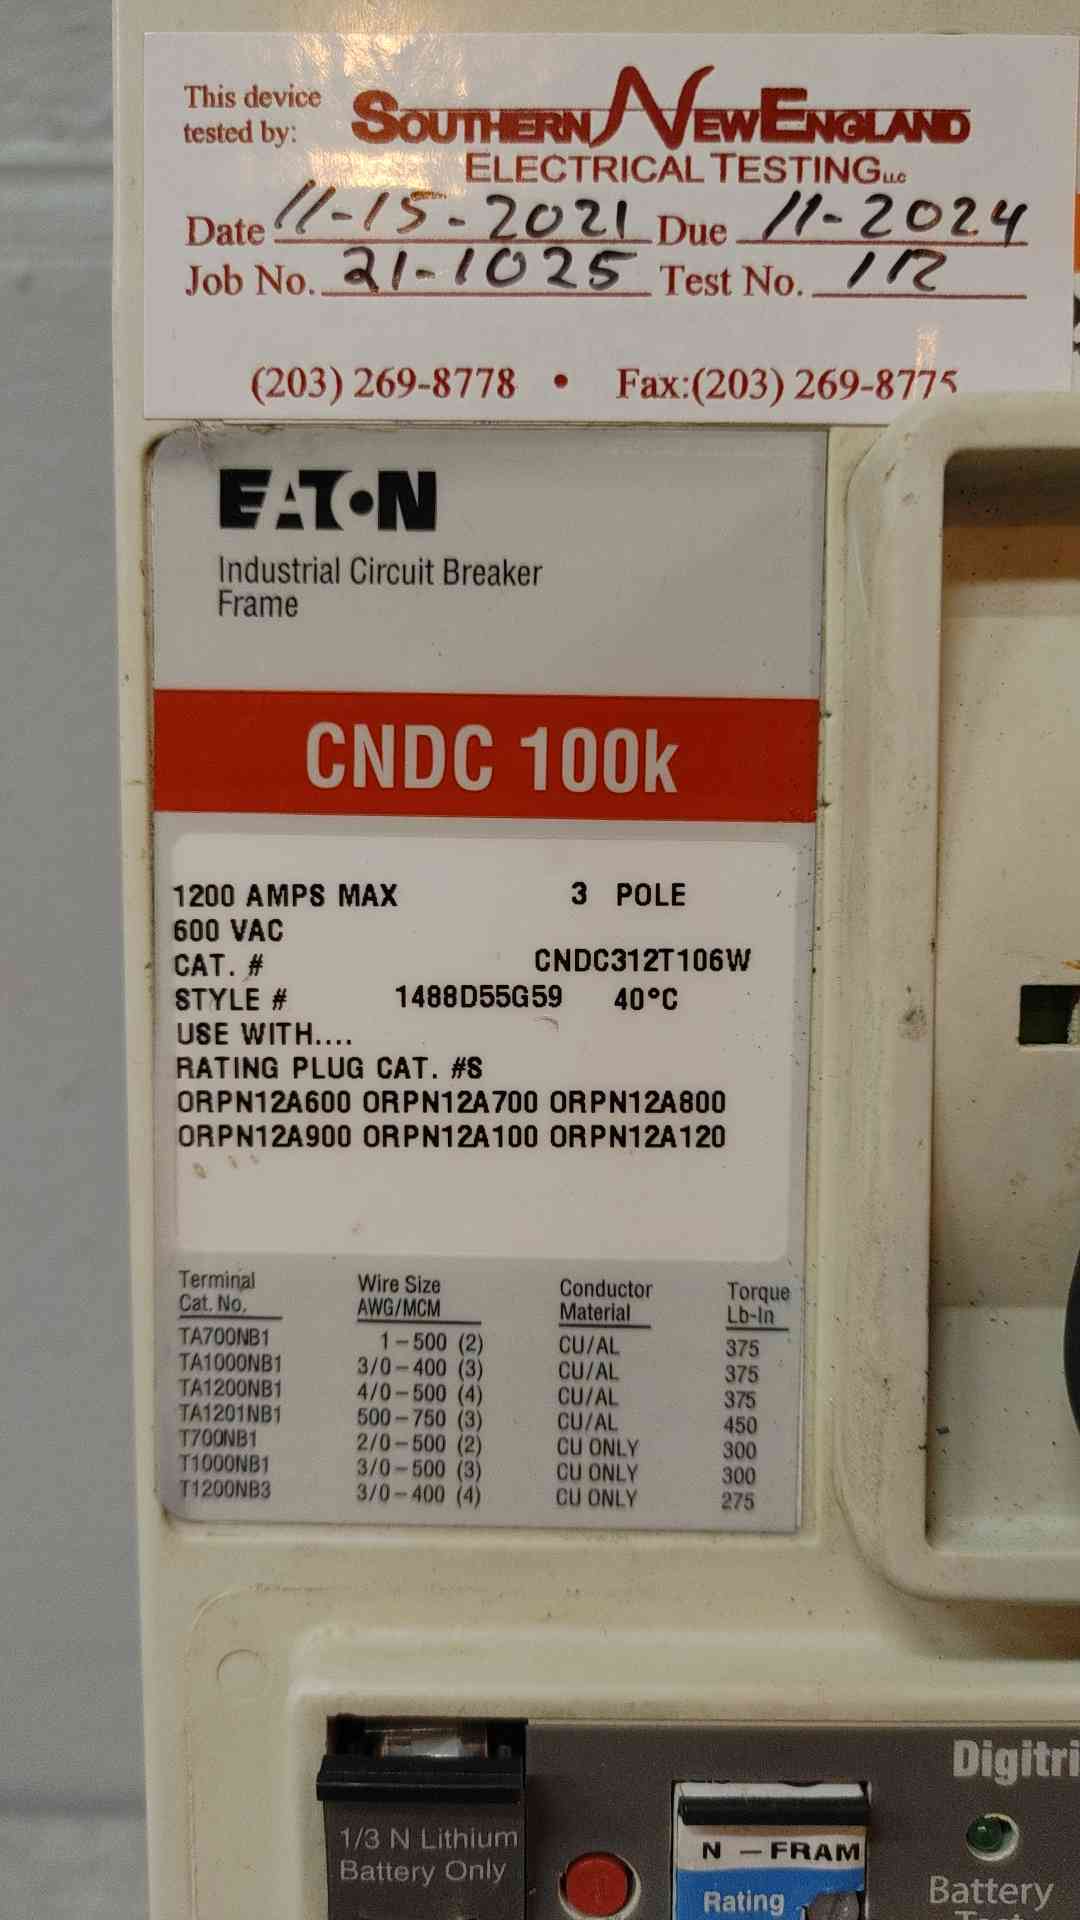 This device
tested by:
SOUTHERN NEW ENGLAND
ELECTRICAL TESTING LLC
Date 11-15-2021 Due 11-2024
Job No. 21-1025 Test No.
(203) 269-8778 • Fax:(203) 269-8775
EATON
Industrial Circuit Breaker
Frame
CNDC 100k
1200 AMPS MAX 3 POLE
600 VAC
CAT. # CNDC312T106W
STYLE # 1488D55G59 40°C
USE WITH....
RATING PLUG CAT. #S
ORPN12A600 ORPN12A700 ORPN12A800
ORPN12A900 ORPN12A100 ORPN12A120
Terminal Cat. No. Wire Size AWG/MCM Conductor Material Torque Lb-In
TA700NB1 1-500 (2) CU/AL 375
TA1000NB1 3/0-400 (3) CU/AL 375
TA1200NB1 4/0-500 (4) CU/AL 375
TA1201NB1 500-750 (3) CU/AL 450
T700NB1 2/0-500 (2) CU ONLY 300
T1000NB1 3/0-500 (3) CU ONLY 300
T1200NB3 3/0-400 (4) CU ONLY 275
Digitri
1/3 N Lithium
Battery Only
N - FRAM
Rating
Battery